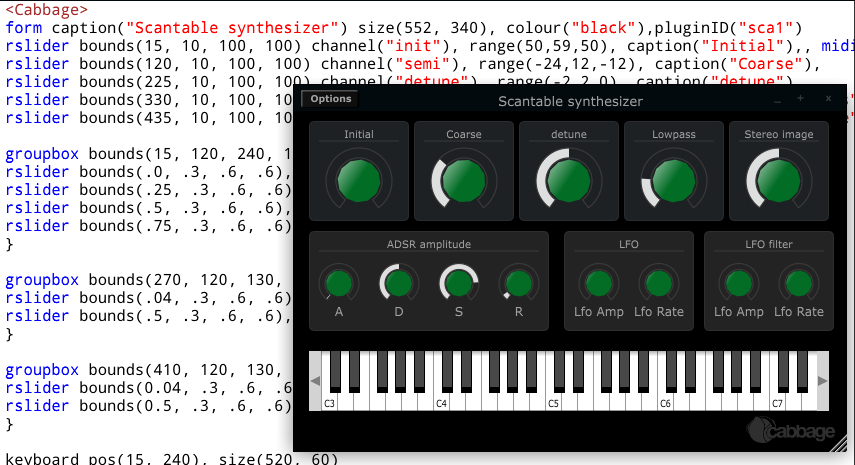 <Cabbage>
form caption("Scantable synthesizer") size(552, 340), colour("black"),pluginID("sca1")
rslider bounds(15, 10, 100, 100) channel("init"), range(50,59,50), caption("Initial"),, midi
rslider bounds(120, 10, 100, 100) channel("semi"), range(-24,12,-12), caption("Coarse"),
rslider bounds(225, 10, 100, 100) channel("detune"), range(-2,2,0), caption("detune")
rslider bounds(330, 10, 100, 10
rslider bounds(435, 10, 100, 10
groupbox bounds(15, 120, 240, 1
rslider bounds(.0, .3, .6, .6),
rslider bounds(.25, .3, .6, .6)
rslider bounds(.5, .3, .6, .6),
rslider bounds(.75, .3, .6, .6)
}
groupbox bounds(270, 120, 130,
rslider bounds(.04, .3, .6, .6)
rslider bounds(.5, .3, .6, .6),
}
groupbox bounds(410, 120, 130,
rslider bounds(0.04, .3, .6, .6
rslider bounds(0.5, .3, .6, .6)
}
keyboard pos(15, 240), size(520, 60)
Options
Scantable synthesizer
Initial
Coarse
detune
Lowpass
Stereo image
ADSR amplitude
LFO
LFO filter
A
D
S
R
Lfo Amp
Lfo Rate
Lfo Amp
Lfo Rate
C3
C4
C5
C6
C7
cabbage